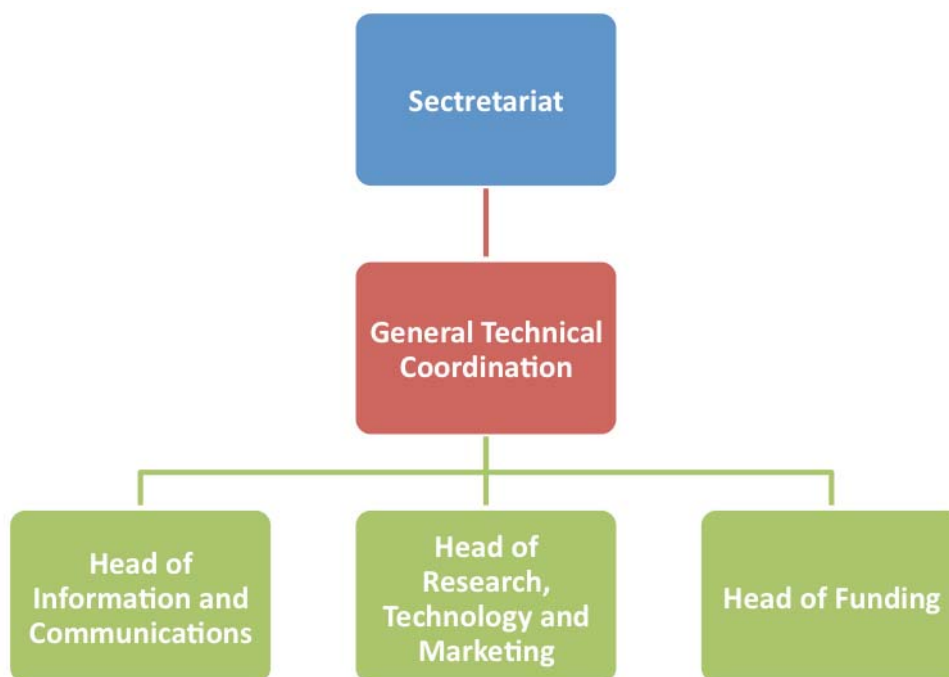 Sectretariat
General Technical
Coordination
Head of
Information and
Communications
Head of
Research,
Technology and
Marketing
Head of Funding